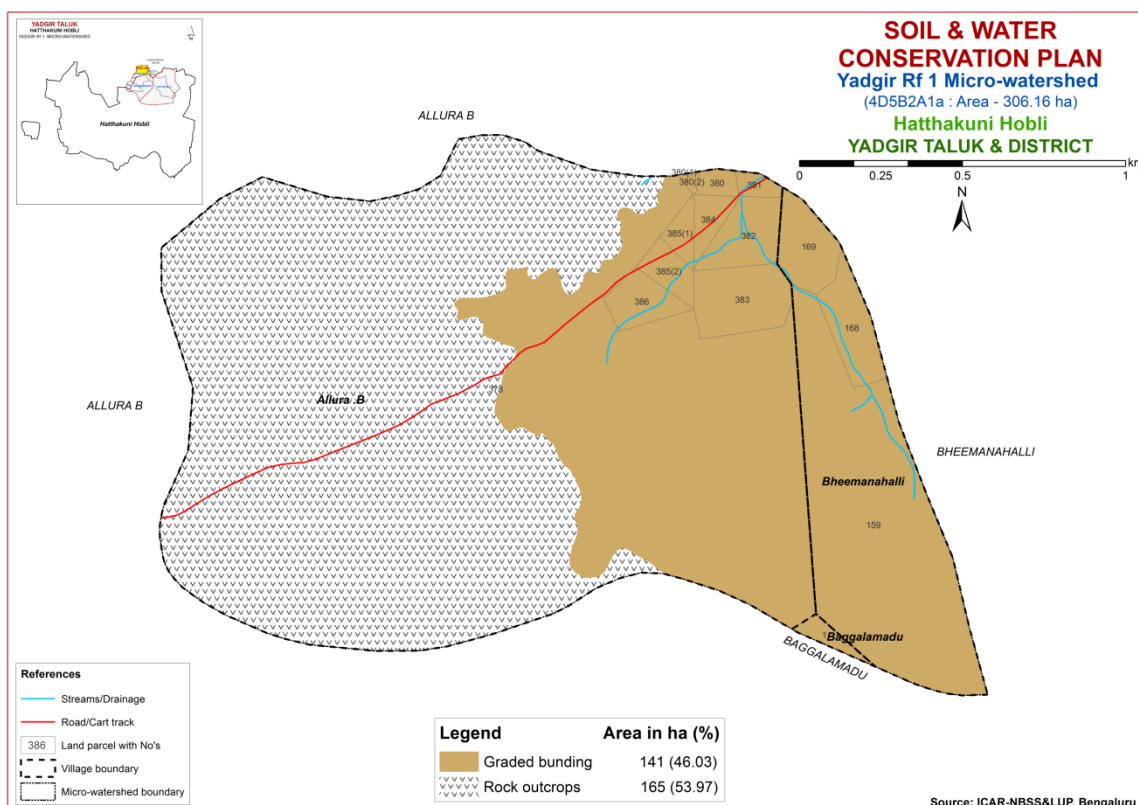 YADGIR TALUK
HATTHAKUNI HOBLI
YADGIR RF 1 MICRO-WATERSHED
N
Hatthakuni Hobli
SOIL & WATER
CONSERVATION PLAN
Yadgir Rf 1 Micro-watershed
(4D5B2A1a : Area - 306.16 ha)
Hatthakuni Hobli
YADGIR TALUK & DISTRICT
km
0 0.25 0.5 1
N
ALLURA B
380(1)
380(2) 380 381
384
385(1)
382
169
385(2)
386
383
168
378
Allura .B
ALLURA B
BHEEMANAHALLI
Bheemanahalli
159
Baggalamadu
BAGGALAMADU
References
Streams/Drainage
Road/Cart track
386 Land parcel with No's
Village boundary
Micro-watershed boundary
Legend Area in ha (%)
Graded bunding 141 (46.03)
Rock outcrops 165 (53.97)
Source: ICAR-NBSS&LUP, Bengaluru